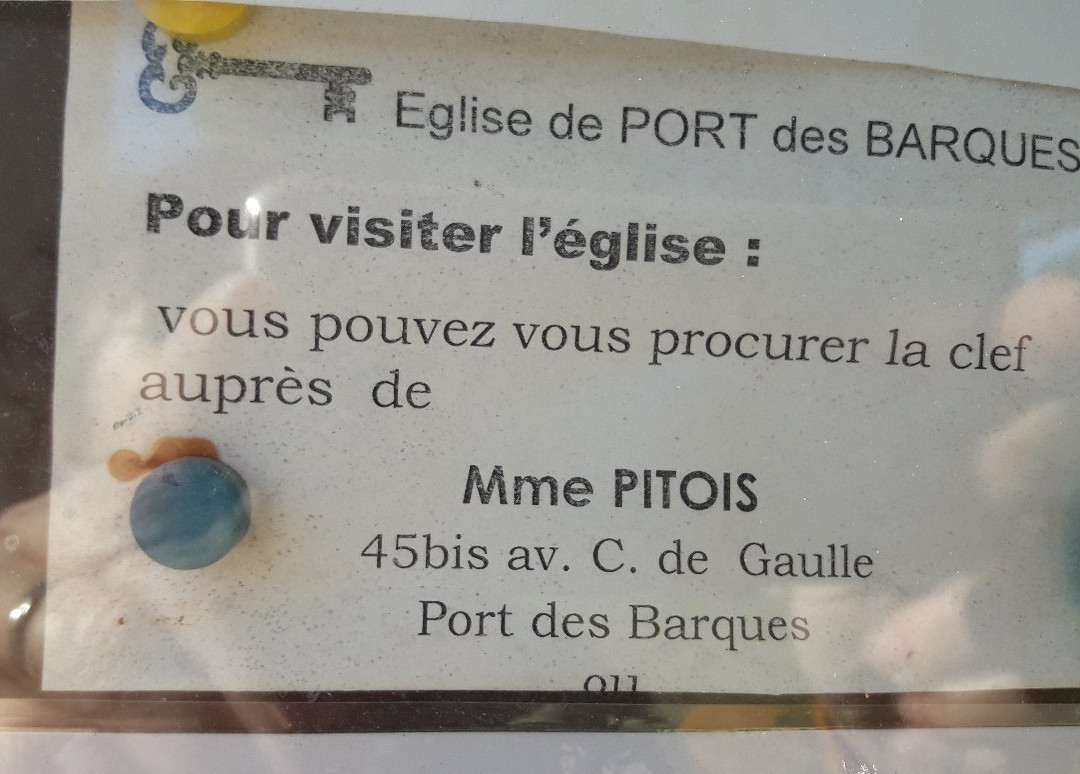 Eglise de PORT des BARQUES
Pour visiter l'église :
vous pouvez vous procurer la clef
auprès de
Mme PITOIS
45bis av. C. de Gaulle
Port des Barques
ou